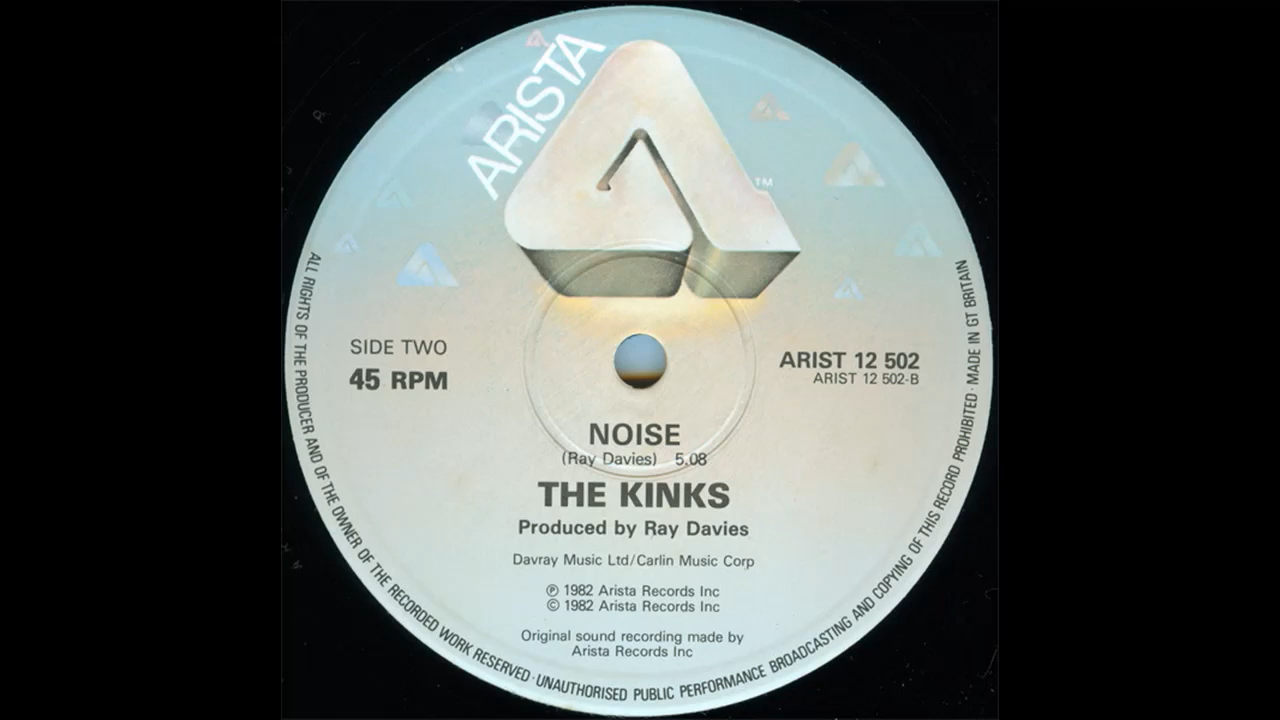 ARISTA
TM
SIDE TWO
45 RPM
ARIST 12 502
ARIST 12 502-B
NOISE
(Ray Davies) 5.08
THE KINKS
Produced by Ray Davies
Davray Music Ltd/Carlin Music Corp
℗ 1982 Arista Records Inc
© 1982 Arista Records Inc
Original sound recording made by
Arista Records Inc
ALL RIGHTS OF THE PRODUCER AND OF THE OWNER OF THE RECORDED WORK RESERVED · UNAUTHORISED PUBLIC PERFORMANCE BROADCASTING AND COPYING OF THIS RECORD PROHIBITED · MADE IN GT BRITAIN